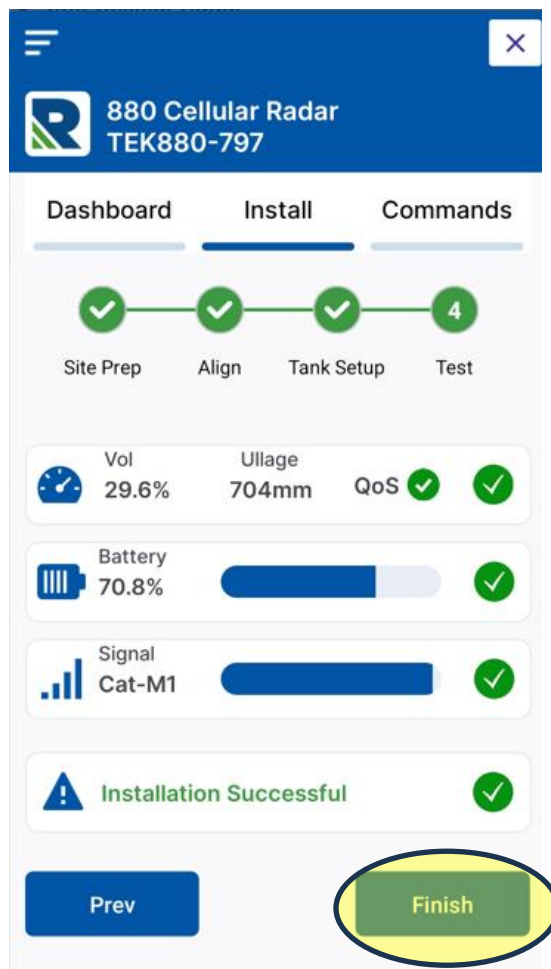 880 Cellular Radar
TEK880-797
Dashboard Install Commands
4
Site Prep Align Tank Setup Test
Vol Ullage
29.6% 704mm QoS
Battery
70.8%
Signal
Cat-M1
Installation Successful
Prev Finish